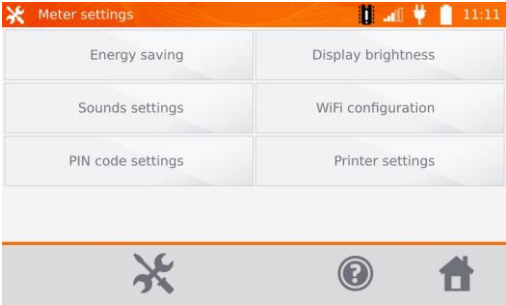 Meter settings 11:11
Energy saving Display brightness
Sounds settings WiFi configuration
PIN code settings Printer settings
?